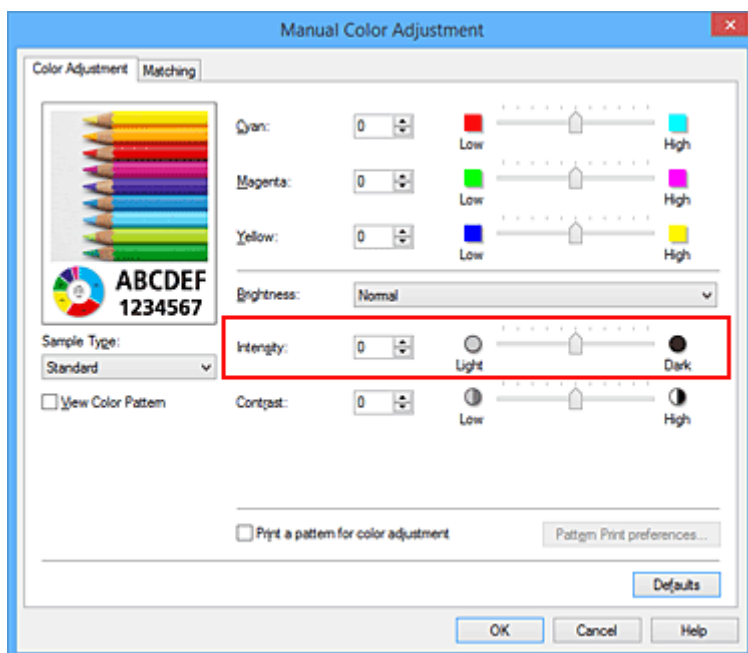 Manual Color Adjustment
Color Adjustment Matching
Cyan: 0 Low High
Magenta: 0 Low High
Yellow: 0 Low High
ABCDEF
1234567
Brightness: Normal
Sample Type:
Standard
Intensity: 0 Light Dark
View Color Pattern
Contrast: 0 Low High
Print a pattern for color adjustment Pattern Print preferences...
Defaults
OK Cancel Help